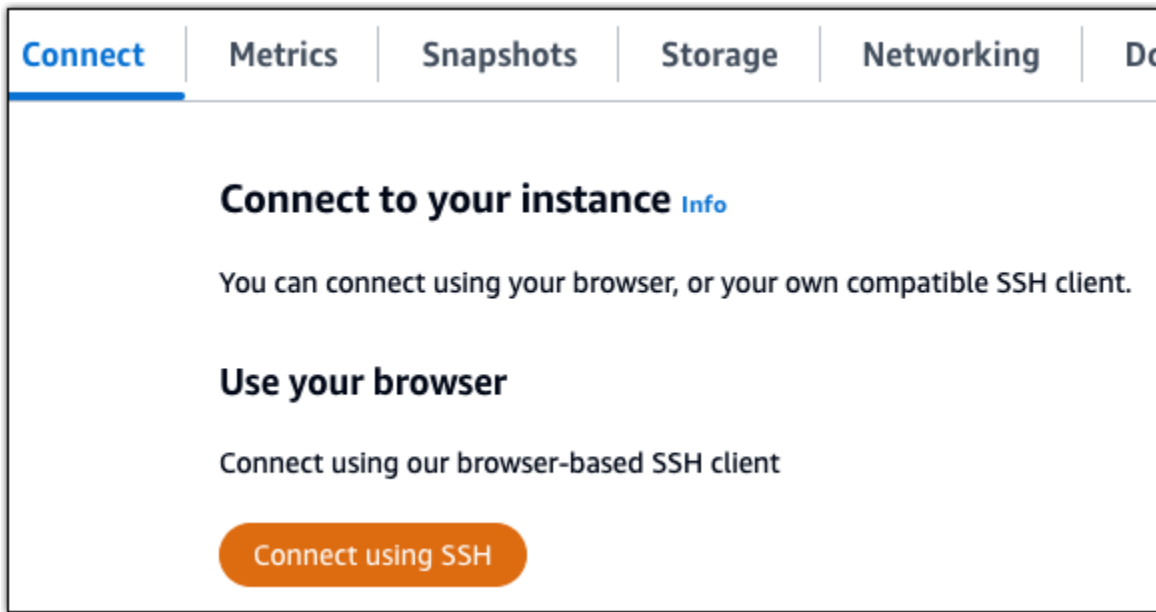 Connect Metrics Snapshots Storage Networking Do
Connect to your instance Info
You can connect using your browser, or your own compatible SSH client.
Use your browser
Connect using our browser-based SSH client
Connect using SSH